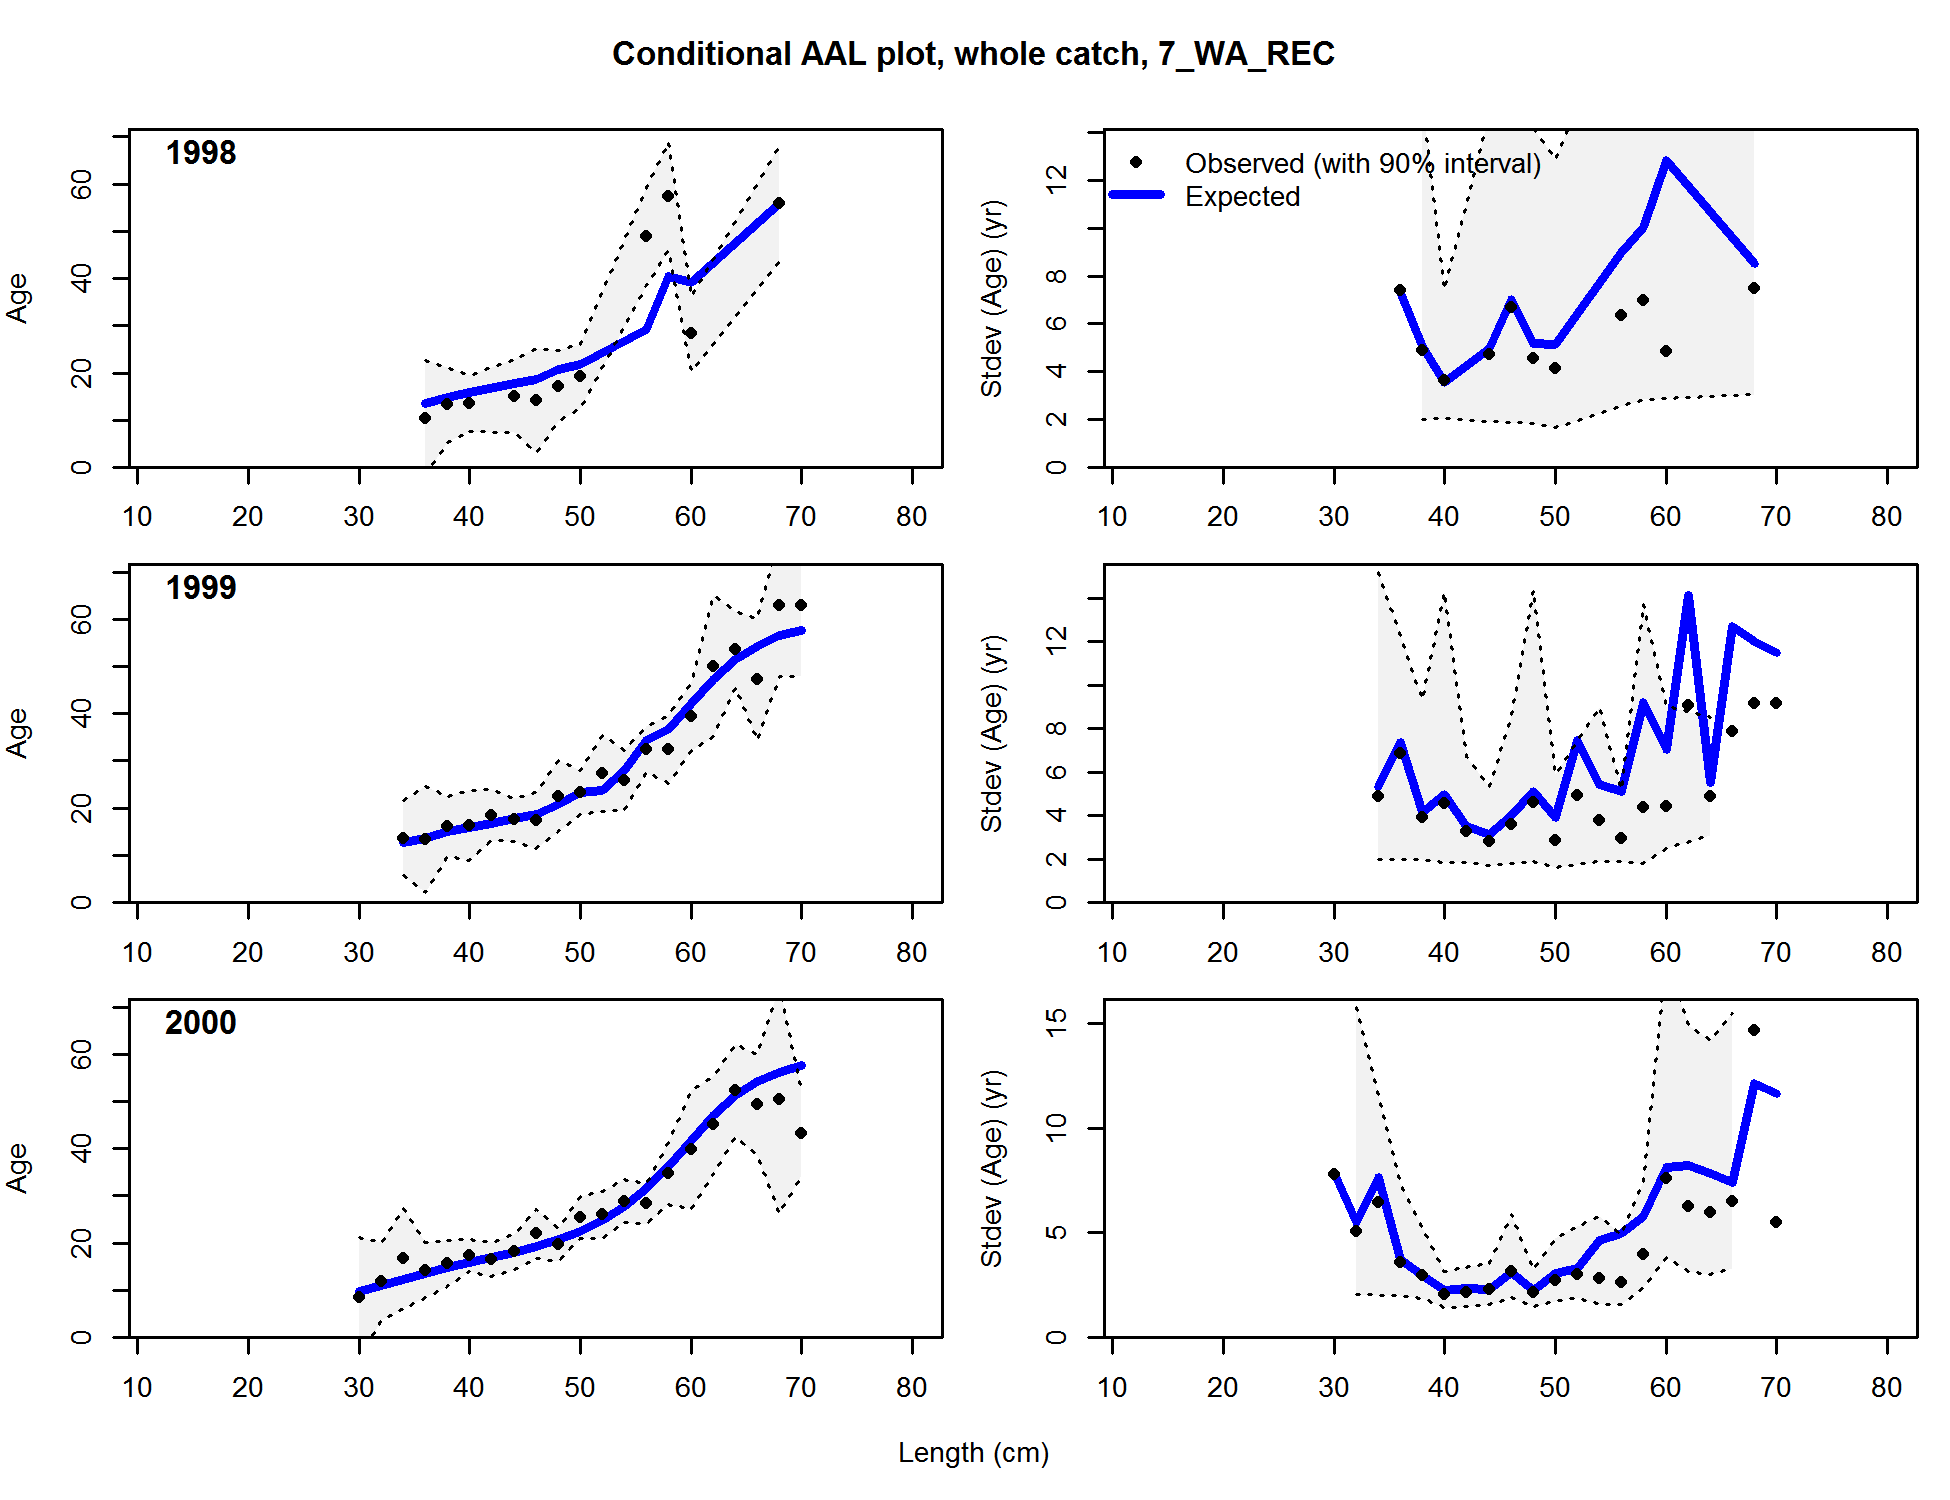 Conditional AAL plot, whole catch, 7_WA_REC
1998
Age
0 20 40 60
10 20 30 40 50 60 70 80
Observed (with 90% interval)
Expected
Stdev (Age) (yr)
0 2 4 6 8 12
10 20 30 40 50 60 70 80
1999
Age
0 20 40 60
10 20 30 40 50 60 70 80
Stdev (Age) (yr)
0 2 4 6 8 12
10 20 30 40 50 60 70 80
2000
Age
0 20 40 60
10 20 30 40 50 60 70 80
Stdev (Age) (yr)
0 5 10 15
10 20 30 40 50 60 70 80
Length (cm)